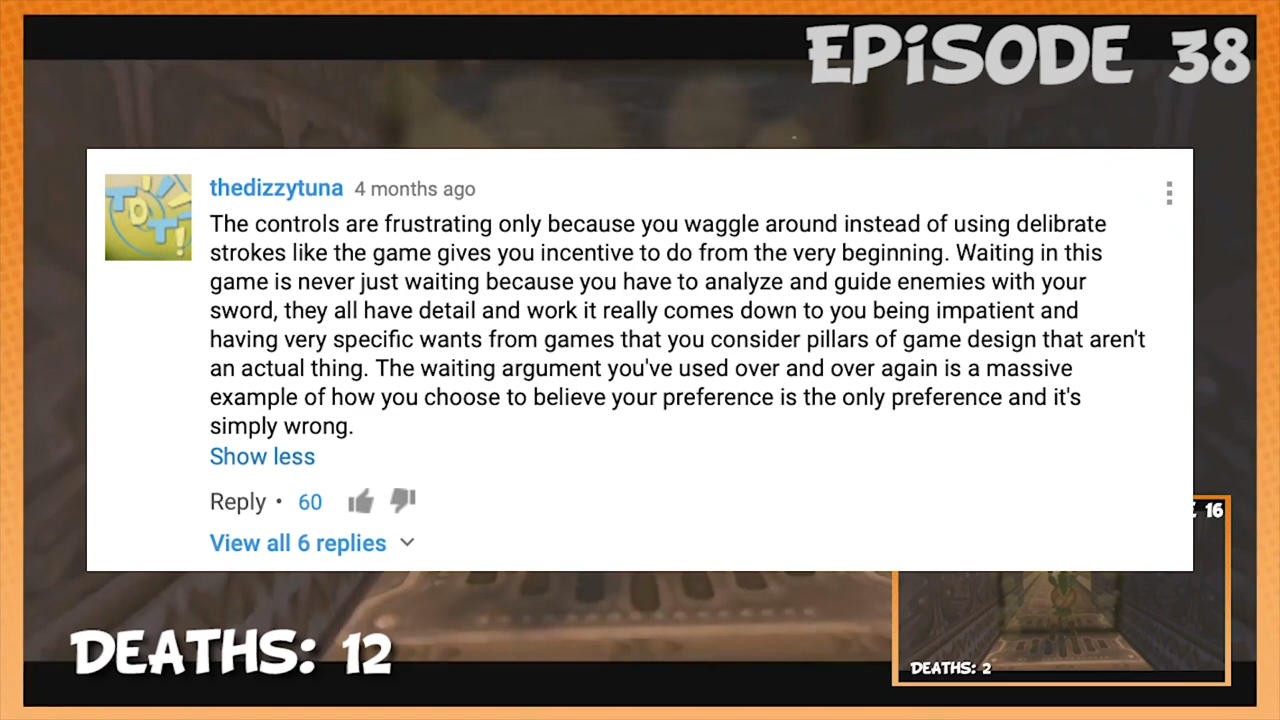 EPISODE 38
thedizzytuna 4 months ago
The controls are frustrating only because you waggle around instead of using delibrate
strokes like the game gives you incentive to do from the very beginning. Waiting in this
game is never just waiting because you have to analyze and guide enemies with your
sword, they all have detail and work it really comes down to you being impatient and
having very specific wants from games that you consider pillars of game design that aren't
an actual thing. The waiting argument you've used over and over again is a massive
example of how you choose to believe your preference is the only preference and it's
simply wrong.
Show less
Reply • 60
View all 6 replies
16
DEATHS: 12
DEATHS: 2